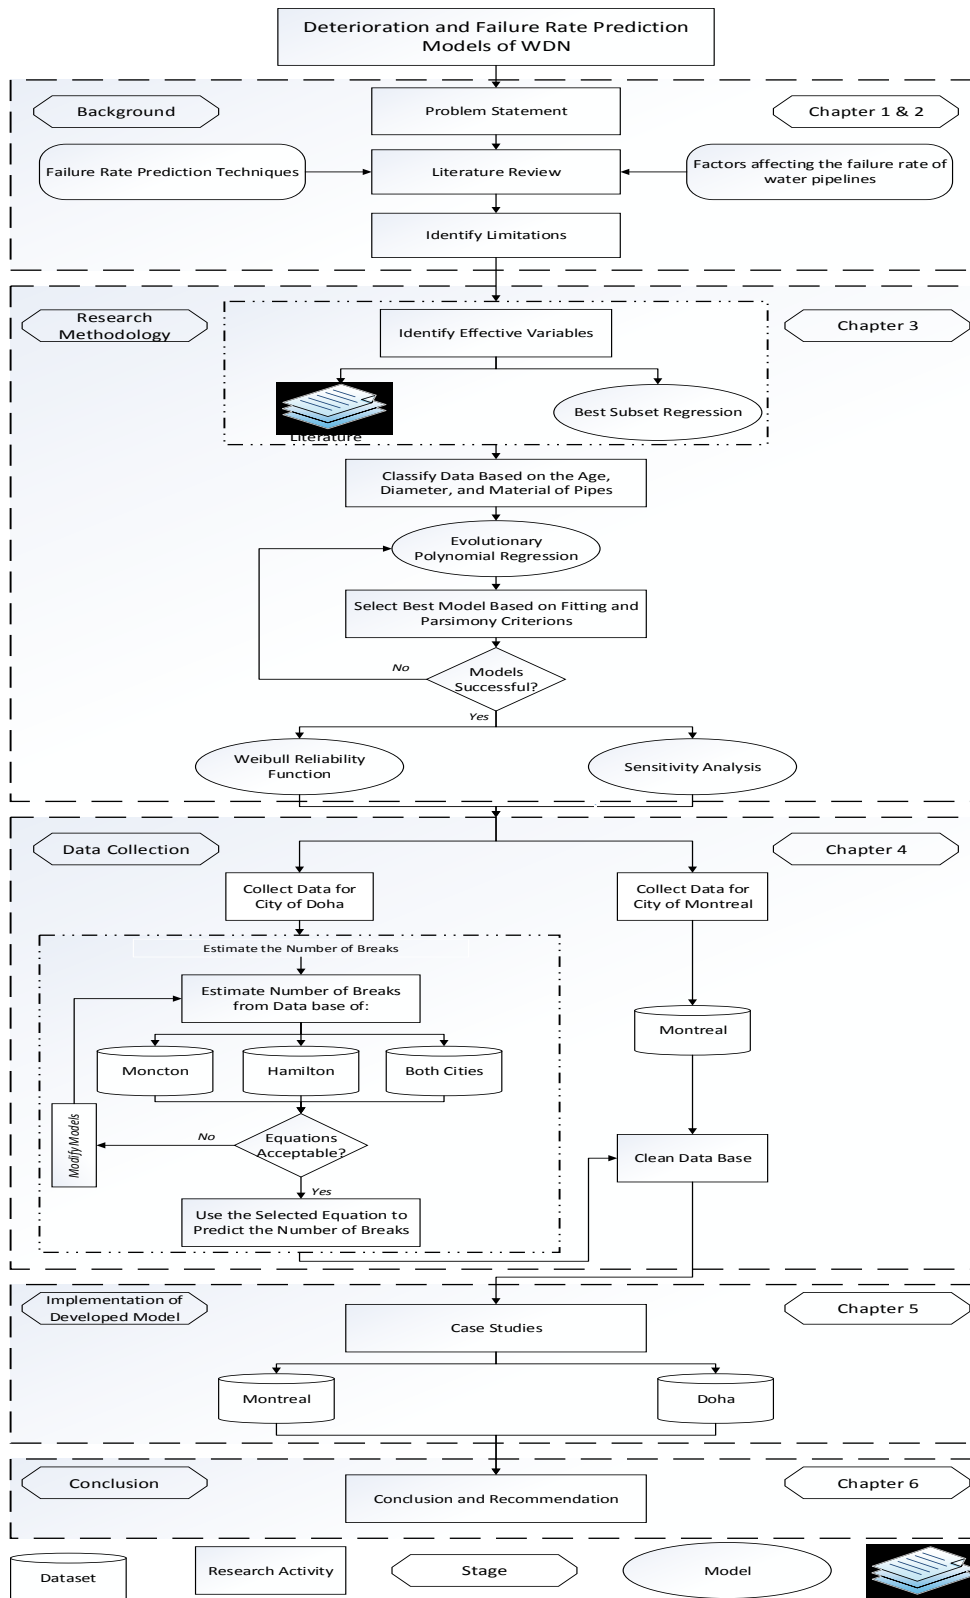 Deterioration and Failure Rate Prediction
Models of WDN
Background
Problem Statement
Chapter 1 & 2
Failure Rate Prediction Techniques
Literature Review
Factors affecting the failure rate of
water pipelines
Identify Limitations
Research
Methodology
Identify Effective Variables
Chapter 3
Literature
Best Subset Regression
Classify Data Based on the Age,
Diameter, and Material of Pipes
Evolutionary
Polynomial Regression
Select Best Model Based on Fitting and
Parsimony Criterions
No
Models
Successful?
Yes
Weibull Reliability
Function
Sensitivity Analysis
Data Collection
Chapter 4
Collect Data for
City of Doha
Collect Data for
City of Montreal
Estimate the Number of Breaks
Estimate Number of Breaks
from Data base of:
Montreal
Moncton
Hamilton
Both Cities
Modify Models
No
Equations
Acceptable?
Clean Data Base
Yes
Use the Selected Equation to
Predict the Number of Breaks
Implementation of
Developed Model
Case Studies
Chapter 5
Montreal
Doha
Conclusion
Conclusion and Recommendation
Chapter 6
Dataset
Research Activity
Stage
Model